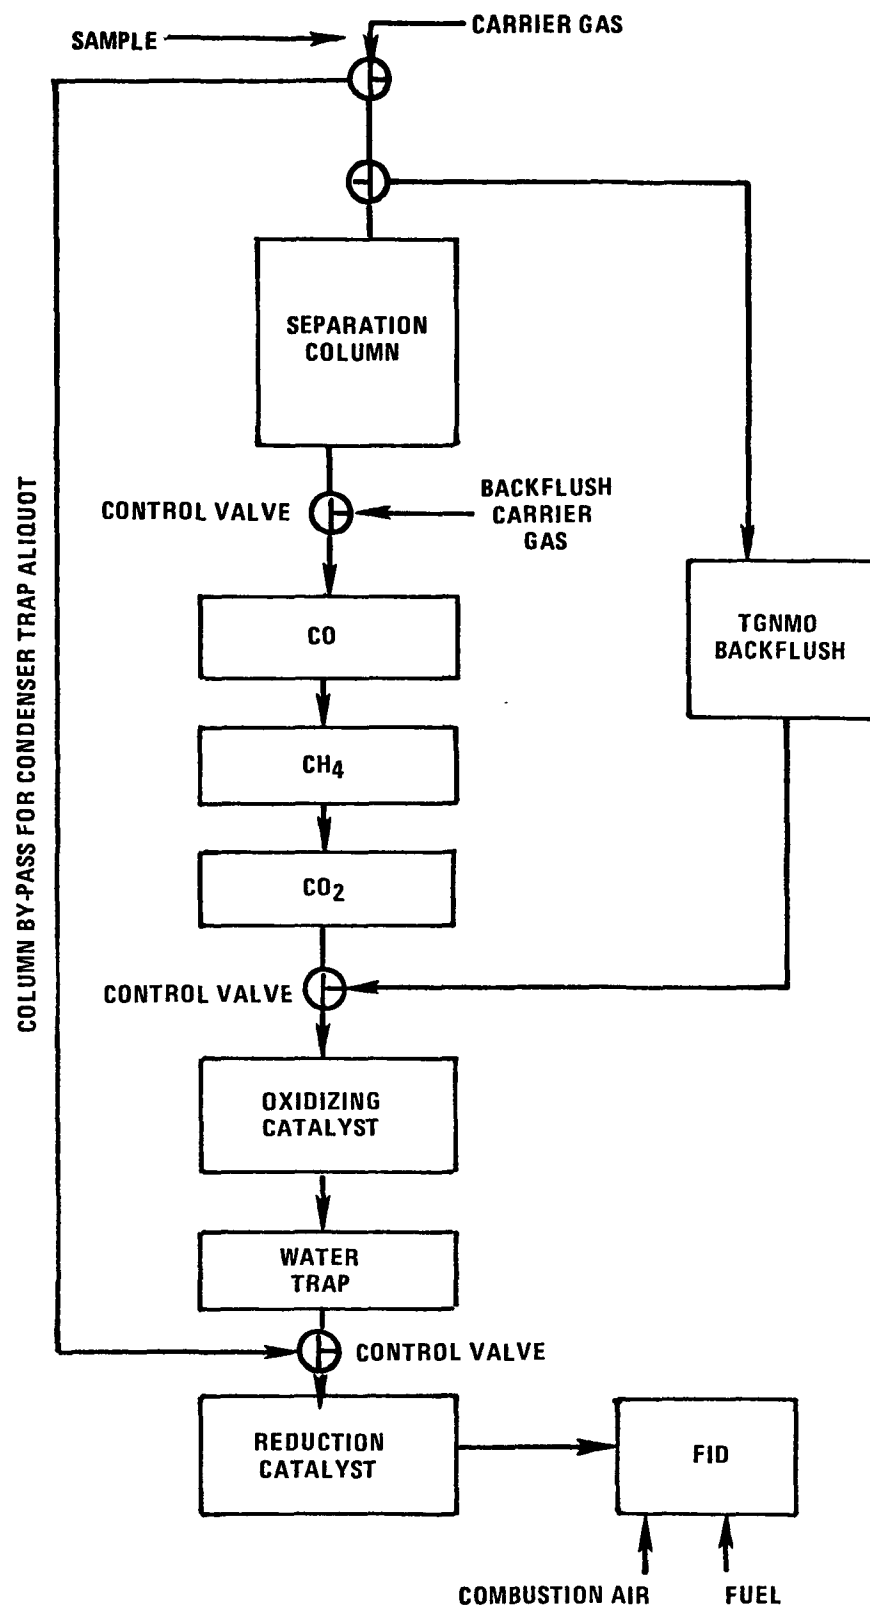 CARRIER GAS
SAMPLE
SEPARATION
COLUMN
COLUMN BY-PASS FOR CONDENSER TRAP ALIQUOT
CONTROL VALVE
BACKFLUSH
CARRIER
GAS
CO
TGNMO
BACKFLUSH
CH4
CO2
CONTROL VALVE
OXIDIZING
CATALYST
WATER
TRAP
CONTROL VALVE
REDUCTION
CATALYST
FID
COMBUSTION AIR
FUEL